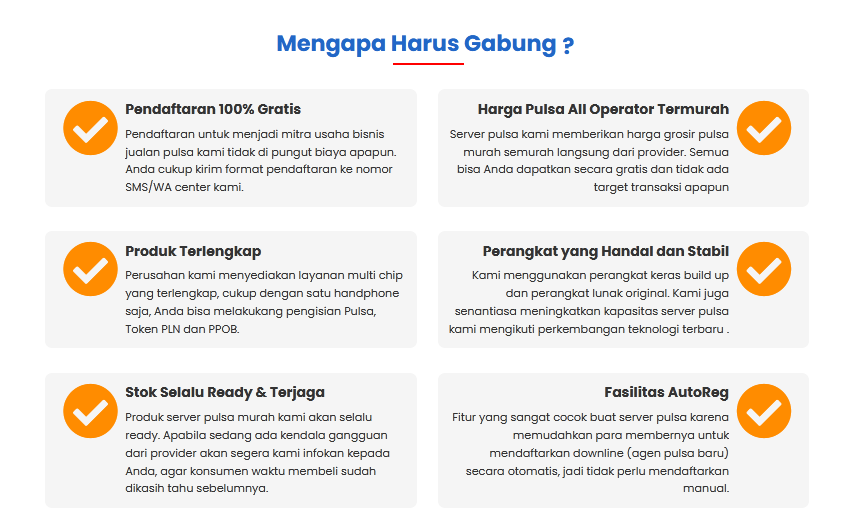 Mengapa Harus Gabung ?
Pendaftaran 100% Gratis
Pendaftaran untuk menjadi mitra usaha bisnis
jualan pulsa kami tidak di pungut biaya apapun.
Anda cukup kirim format pendaftaran ke nomor
SMS/WA center kami.
Harga Pulsa All Operator Termurah
Server pulsa kami memberikan harga grosir pulsa
murah semurah langsung dari provider. Semua
bisa Anda dapatkan secara gratis dan tidak ada
target transaksi apapun
Produk Terlengkap
Perusahan kami menyediakan layanan multi chip
yang terlengkap, cukup dengan satu handphone
saja, Anda bisa melakukang pengisian Pulsa,
Token PLN dan PPOB.
Perangkat yang Handal dan Stabil
Kami menggunakan perangkat keras build up
dan perangkat lunak original. Kami juga
senantiasa meningkatkan kapasitas server pulsa
kami mengikuti perkembangan teknologi terbaru .
Stok Selalu Ready & Terjaga
Produk server pulsa murah kami akan selalu
ready. Apabila sedang ada kendala gangguan
dari provider akan segera kami infokan kepada
Anda, agar konsumen waktu membeli sudah
dikasih tahu sebelumnya.
Fasilitas AutoReg
Fitur yang sangat cocok buat server pulsa karena
memudahkan para membernya untuk
mendaftarkan downline (agen pulsa baru)
secara otomatis, jadi tidak perlu mendaftarkan
manual.